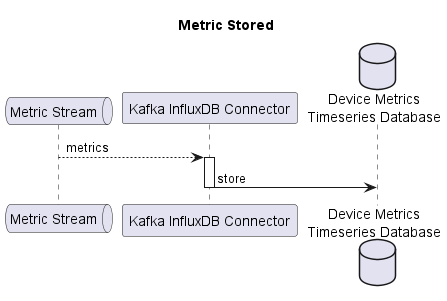 Metric Stored
Device Metrics
Timeseries Database
Metric Stream
Kafka InfluxDB Connector
metrics
store
Metric Stream
Kafka InfluxDB Connector
Device Metrics
Timeseries Database